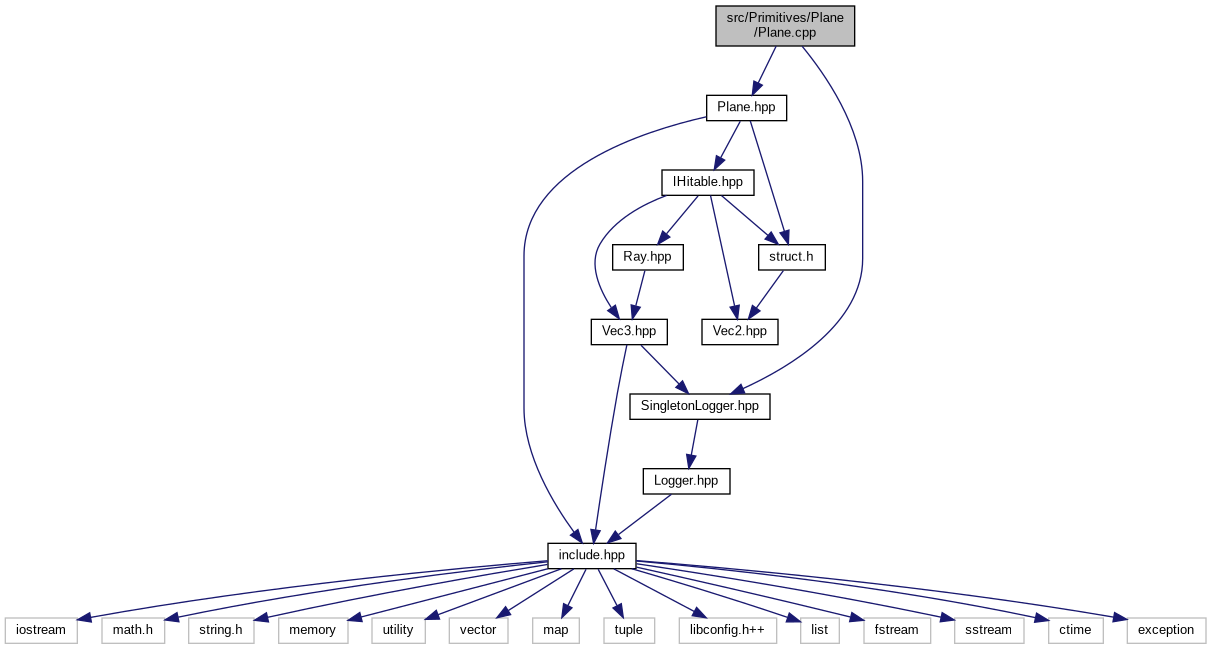 src/Primitives/Plane
/Plane.cpp
Plane.hpp
IHitable.hpp
Ray.hpp
struct.h
Vec3.hpp
Vec2.hpp
SingletonLogger.hpp
Logger.hpp
include.hpp
iostream
math.h
string.h
memory
utility
vector
map
tuple
libconfig.h++
list
fstream
sstream
ctime
exception